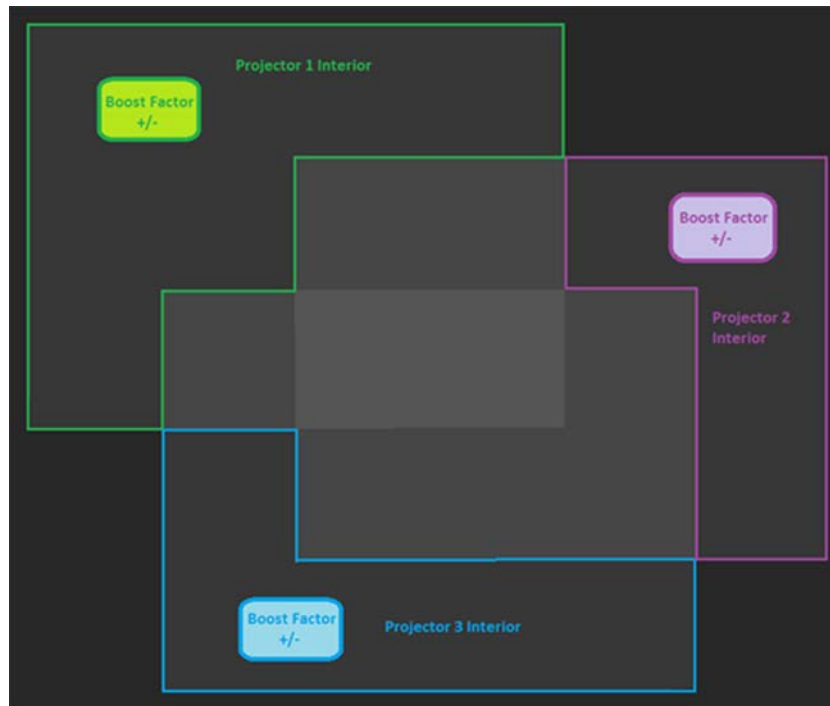 Projector 1 Interior
Boost Factor
+/-
Boost Factor
+/-
Projector 2
Interior
Boost Factor
+/-
Projector 3 Interior